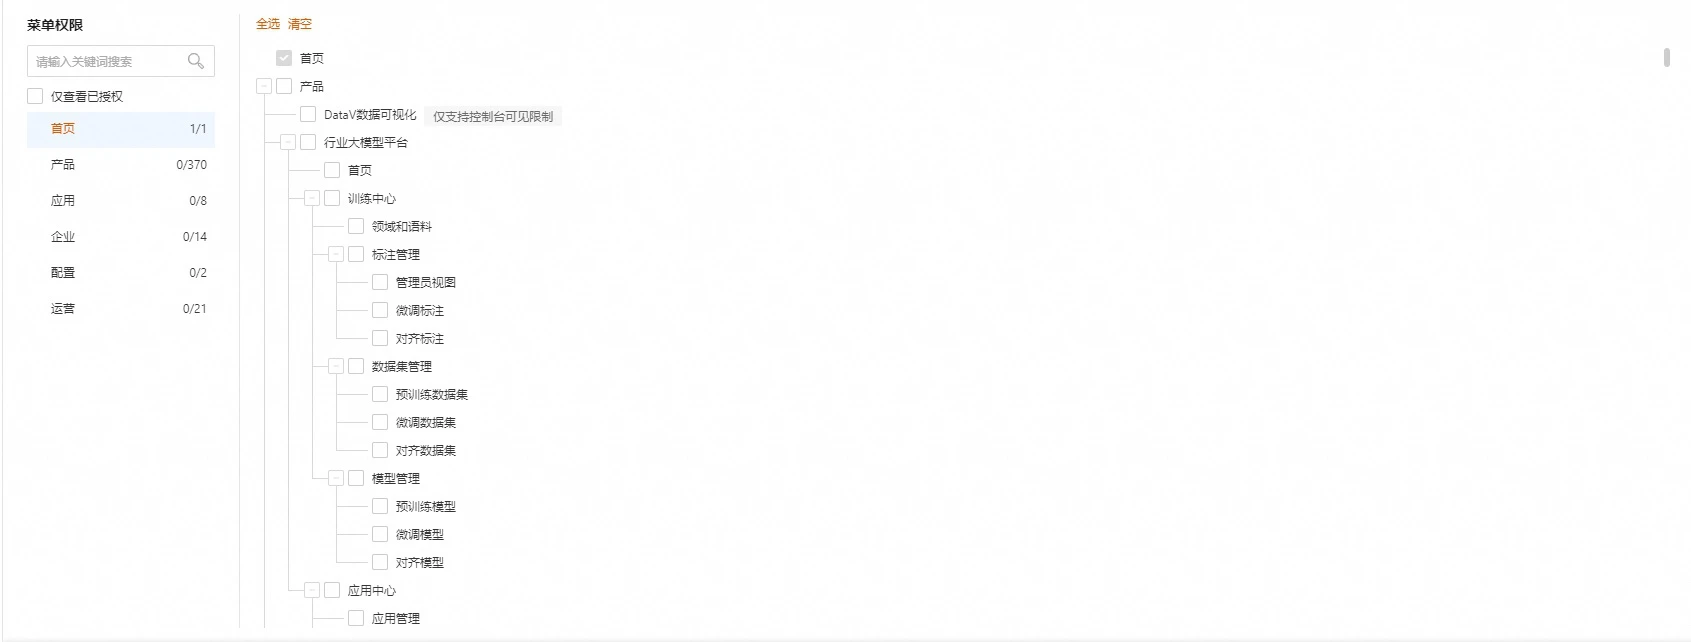 菜单权限
请输入关键词搜索
仅查看已授权
首页 1/1
产品 0/370
应用 0/8
企业 0/14
配置 0/2
运营 0/21
全选 清空
首页
产品
DataV数据可视化 仅支持控制台可见限制
行业大模型平台
首页
训练中心
领域和语料
标注管理
管理员视图
微调标注
对齐标注
数据集管理
预训练数据集
微调数据集
对齐数据集
模型管理
预训练模型
微调模型
对齐模型
应用中心
应用管理